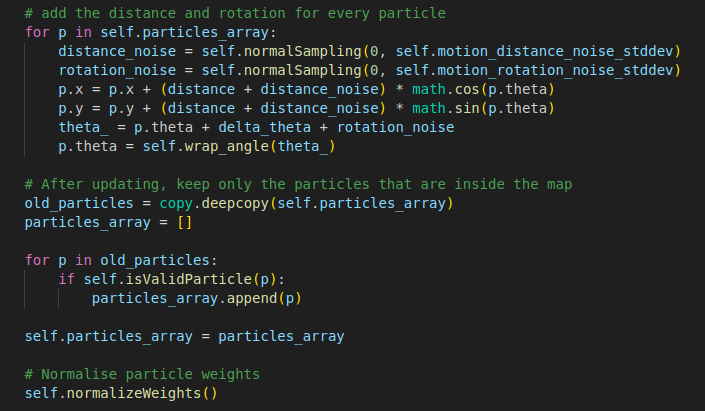 # add the distance and rotation for every particle
for p in self.particles_array:
    distance_noise = self.normalSampling(0, self.motion_distance_noise_stddev)
    rotation_noise = self.normalSampling(0, self.motion_rotation_noise_stddev)
    p.x = p.x + (distance + distance_noise) * math.cos(p.theta)
    p.y = p.y + (distance + distance_noise) * math.sin(p.theta)
    theta_ = p.theta + delta_theta + rotation_noise
    p.theta = self.wrap_angle(theta_)

# After updating, keep only the particles that are inside the map
old_particles = copy.deepcopy(self.particles_array)
particles_array = []

for p in old_particles:
    if self.isValidParticle(p):
        particles_array.append(p)

self.particles_array = particles_array

# Normalise particle weights
self.normalizeWeights()